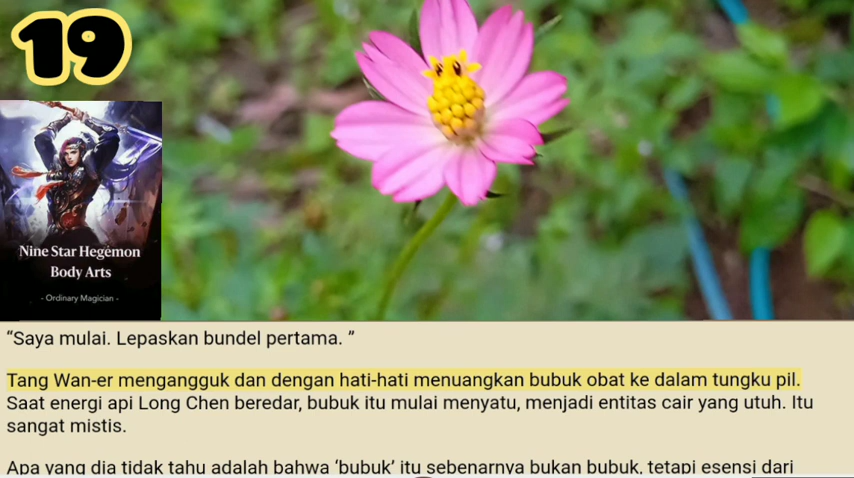 19
Nine Star Hegemon
Body Arts
- Ordinary Magician -
“Saya mulai. Lepaskan bundel pertama. ”
Tang Wan-er mengangguk dan dengan hati-hati menuangkan bubuk obat ke dalam tungku pil.
Saat energi api Long Chen beredar, bubuk itu mulai menyatu, menjadi entitas cair yang utuh. Itu
sangat mistis.
Apa yang dia tidak tahu adalah bahwa ‘bubuk’ itu sebenarnya bukan bubuk, tetapi esensi dari